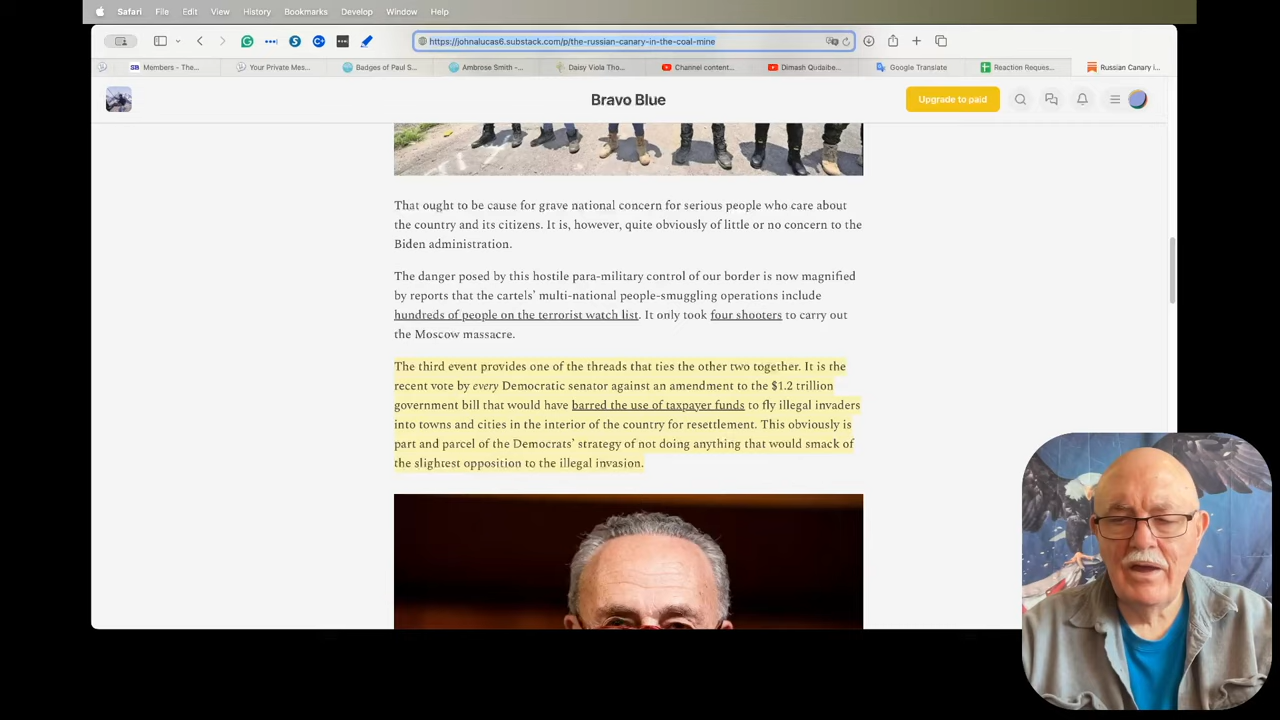 Safari File Edit View History Bookmarks Develop Window Help
https://johnalucas6.substack.com/p/the-russian-canary-in-the-coal-mine
Members - The... Your Private Mes... Badges of Paul S... Ambrose Smith -... Daisy Viola Tho... Channel content... Dimash Qudaibe... Google Translate Reaction Reques... Russian Canary i...
Bravo Blue
Upgrade to paid
That ought to be cause for grave national concern for serious people who care about
the country and its citizens. It is, however, quite obviously of little or no concern to the
Biden administration.
The danger posed by this hostile para-military control of our border is now magnified
by reports that the cartels' multi-national people-smuggling operations include
hundreds of people on the terrorist watch list. It only took four shooters to carry out
the Moscow massacre.
The third event provides one of the threads that ties the other two together. It is the
recent vote by every Democratic senator against an amendment to the $1.2 trillion
government bill that would have barred the use of taxpayer funds to fly illegal invaders
into towns and cities in the interior of the country for resettlement. This obviously is
part and parcel of the Democrats' strategy of not doing anything that would smack of
the slightest opposition to the illegal invasion.